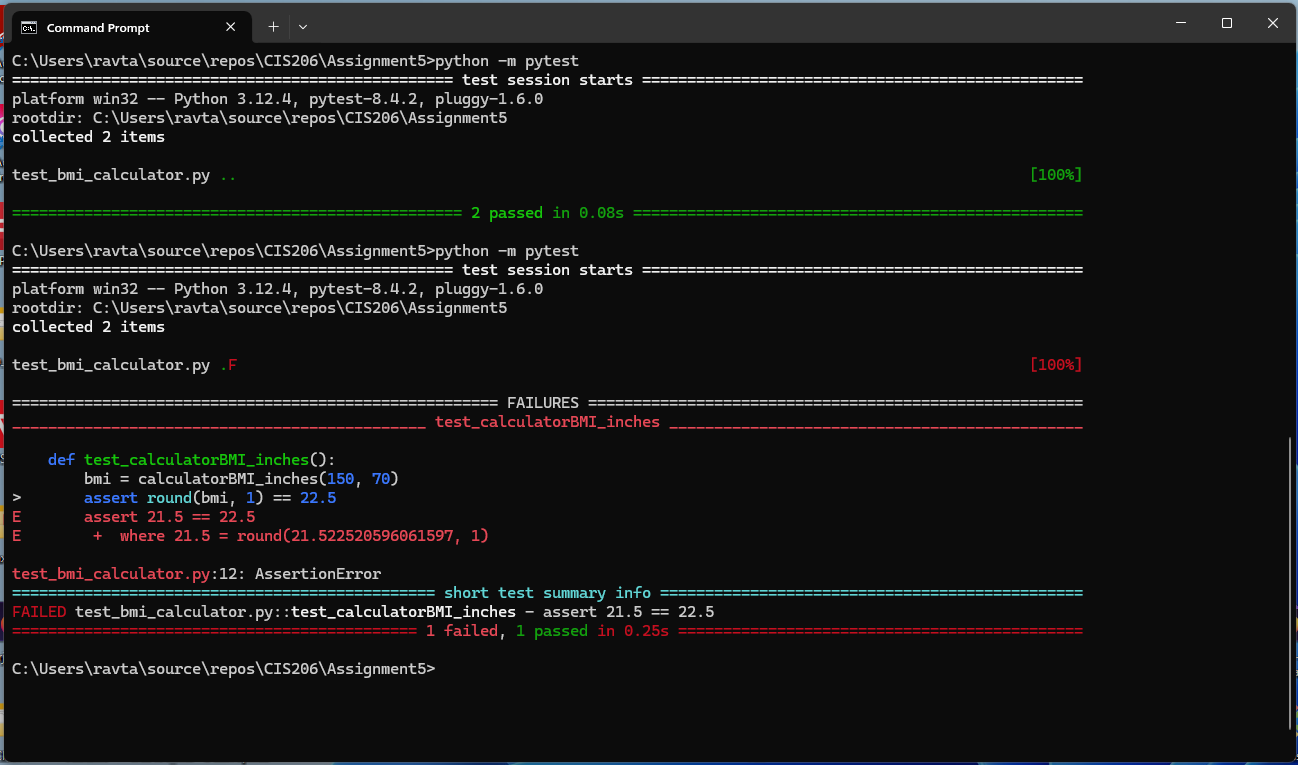 Command Prompt
C:\Users\ravta\source\repos\CIS206\Assignment5>python -m pytest
================================================= test session starts =================================================
platform win32 -- Python 3.12.4, pytest-8.4.2, pluggy-1.6.0
rootdir: C:\Users\ravta\source\repos\CIS206\Assignment5
collected 2 items
test_bmi_calculator.py .. [100%]
================================================== 2 passed in 0.08s ==================================================
C:\Users\ravta\source\repos\CIS206\Assignment5>python -m pytest
================================================= test session starts =================================================
platform win32 -- Python 3.12.4, pytest-8.4.2, pluggy-1.6.0
rootdir: C:\Users\ravta\source\repos\CIS206\Assignment5
collected 2 items
test_bmi_calculator.py .F [100%]
====================================================== FAILURES =======================================================
______________________________________________ test_calculatorBMI_inches ______________________________________________
def test_calculatorBMI_inches():
bmi = calculatorBMI_inches(150, 70)
> assert round(bmi, 1) == 22.5
E assert 21.5 == 22.5
E + where 21.5 = round(21.522520596061597, 1)
test_bmi_calculator.py:12: AssertionError
=============================================== short test summary info ===============================================
FAILED test_bmi_calculator.py::test_calculatorBMI_inches - assert 21.5 == 22.5
============================================= 1 failed, 1 passed in 0.25s =============================================
C:\Users\ravta\source\repos\CIS206\Assignment5>